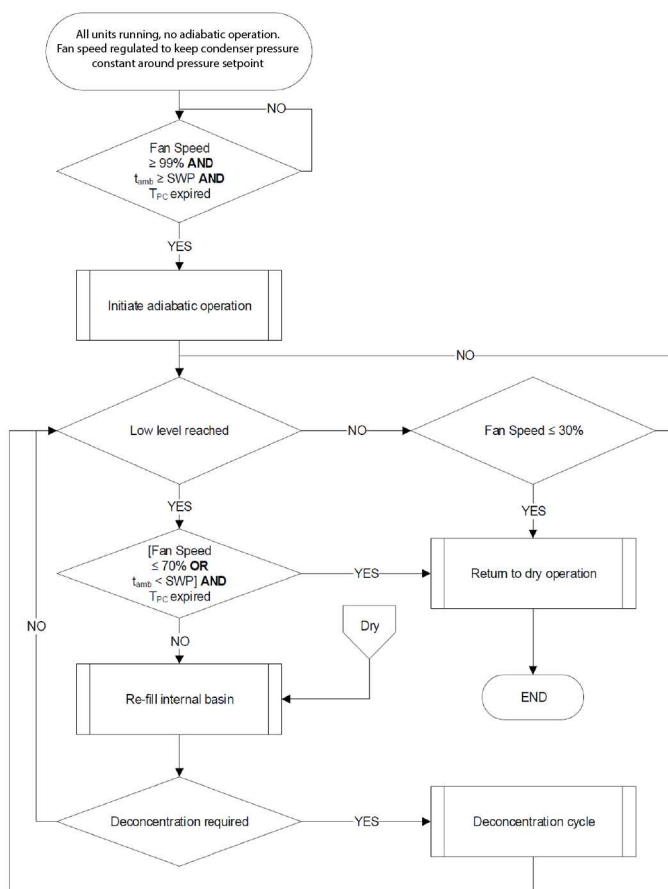 All units running, no adiabatic operation.
Fan speed regulated to keep condenser pressure
constant around pressure setpoint
NO
Fan Speed
≥ 99% AND
tamb ≥ SWP AND
TPC expired
YES
Initiate adiabatic operation
NO
Low level reached
NO
Fan Speed ≤ 30%
YES
YES
[Fan Speed
≤ 70% OR
tamb < SWP] AND
TPC expired
YES
Return to dry operation
NO
Dry
NO
Re-fill internal basin
END
Deconcentration required
YES
Deconcentration cycle